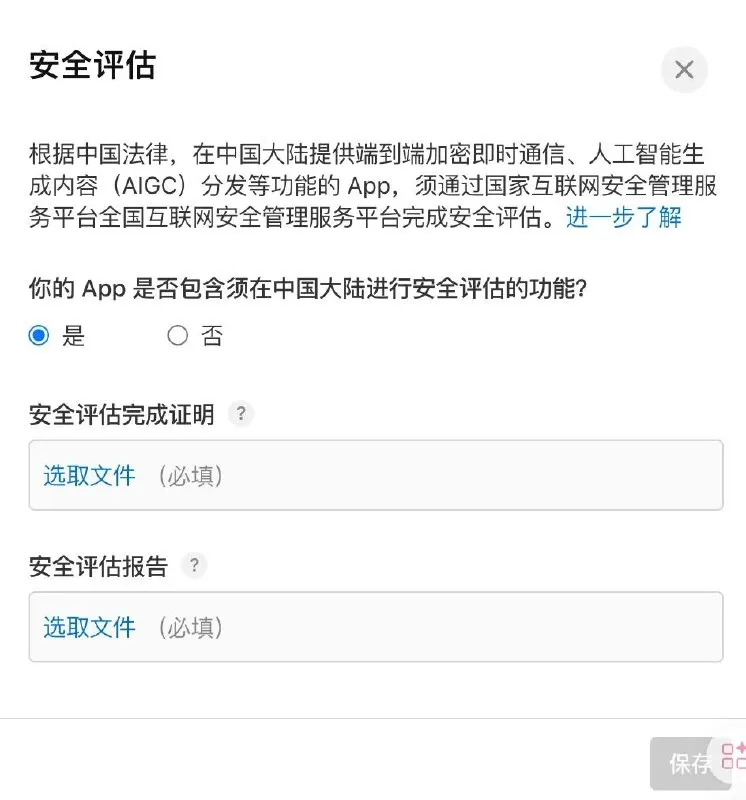 安全评估
根据中国法律，在中国大陆提供端到端加密即时通信、人工智能生
成内容（AIGC）分发等功能的 App，须通过国家互联网安全管理服
务平台全国互联网安全管理服务平台完成安全评估。进一步了解
你的 App 是否包含须在中国大陆进行安全评估的功能?
是 否
安全评估完成证明 ?
选取文件 （必填）
安全评估报告 ?
选取文件 （必填）
保存